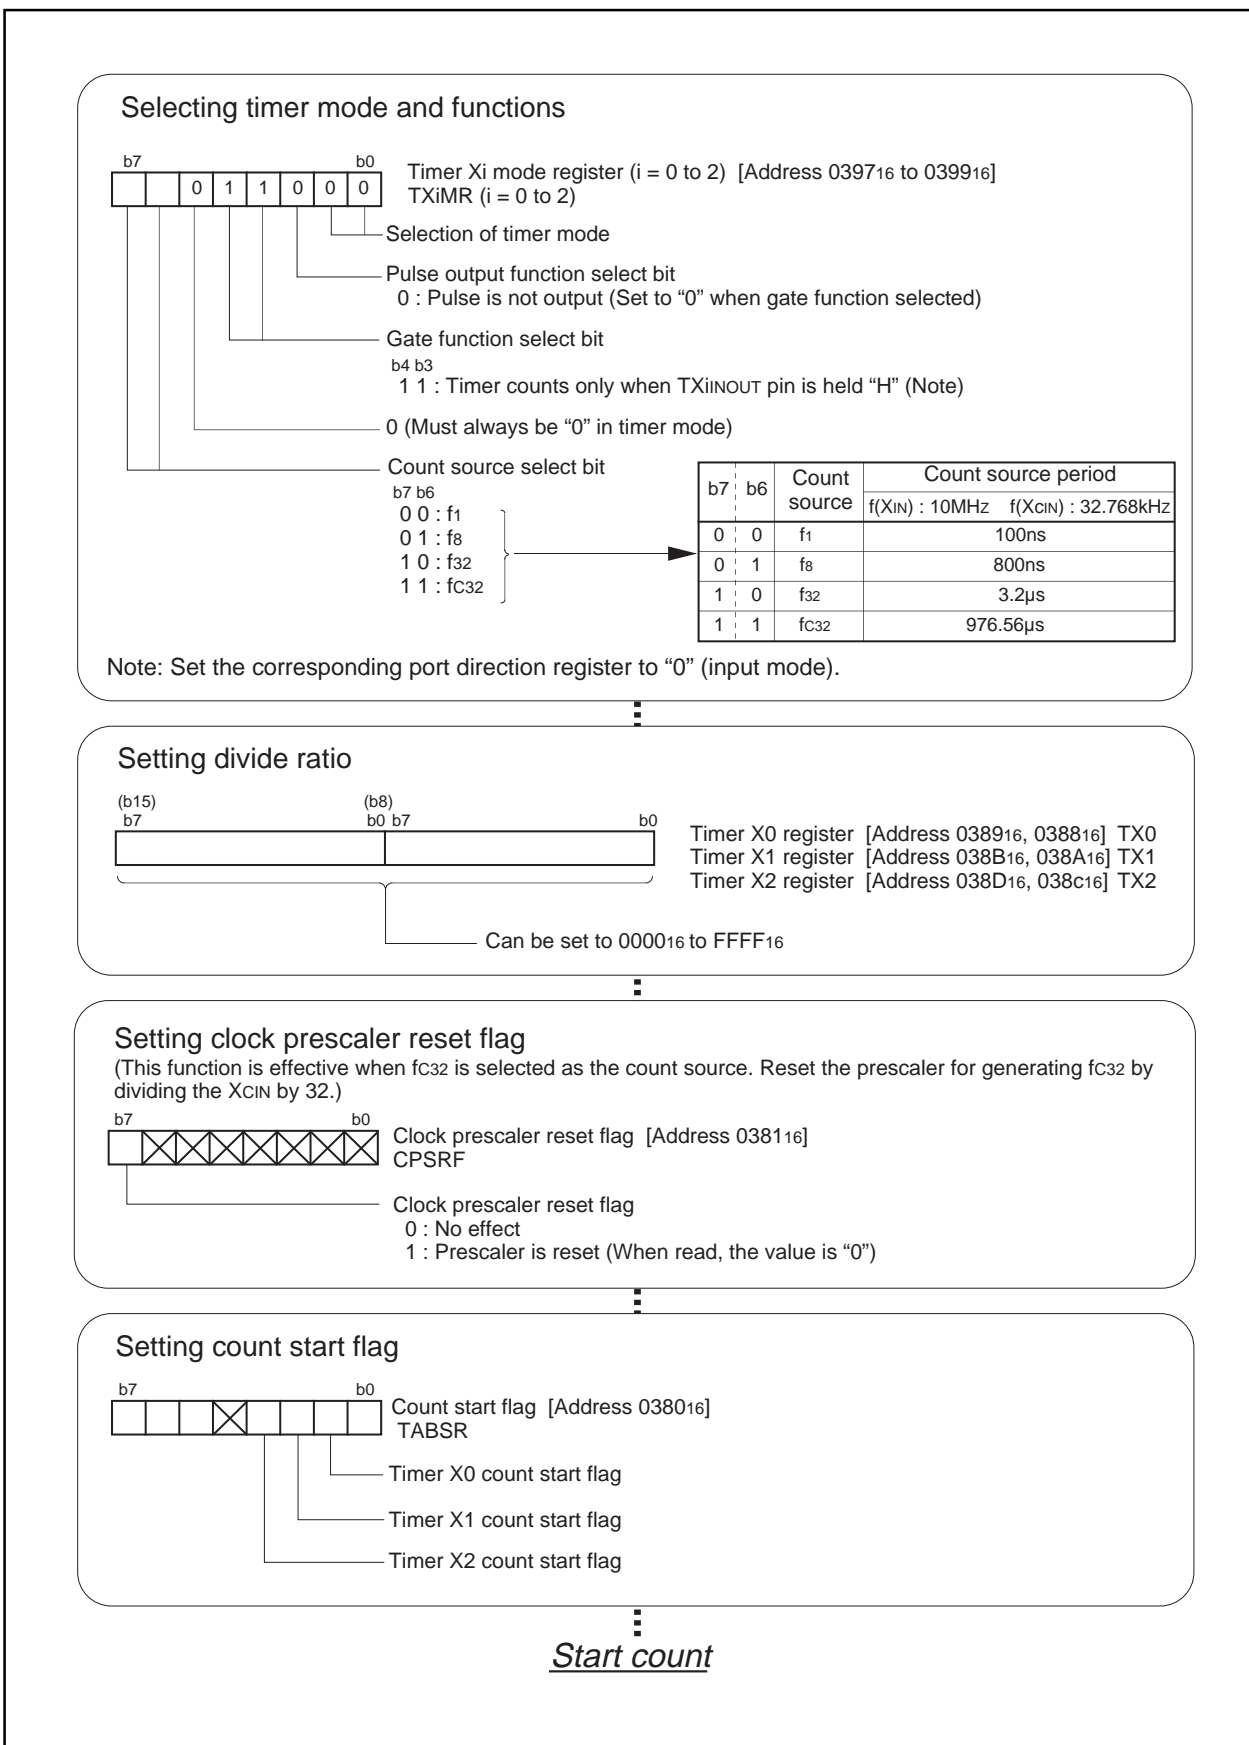 Selecting timer mode and functions
b7 b0
0 1 1 0 0 0
Timer Xi mode register (i = 0 to 2) [Address 039716 to 039916]
TXiMR (i = 0 to 2)
Selection of timer mode
Pulse output function select bit
0 : Pulse is not output (Set to “0” when gate function selected)
Gate function select bit
b4 b3
1 1 : Timer counts only when TXiINOUT pin is held “H” (Note)
0 (Must always be “0” in timer mode)
Count source select bit
b7 b6
0 0 : f1
0 1 : f8
1 0 : f32
1 1 : fC32
b7 b6 Count source Count source period
f(XIN) : 10MHz f(XcIN) : 32.768kHz
0 0 f1 100ns
0 1 f8 800ns
1 0 f32 3.2µs
1 1 fC32 976.56µs
Note: Set the corresponding port direction register to “0” (input mode).
Setting divide ratio
(b15) (b8)
b7 b0 b7 b0
Timer X0 register [Address 038916, 038816] TX0
Timer X1 register [Address 038B16, 038A16] TX1
Timer X2 register [Address 038D16, 038c16] TX2
Can be set to 000016 to FFFF16
Setting clock prescaler reset flag
(This function is effective when fC32 is selected as the count source. Reset the prescaler for generating fC32 by
dividing the XCIN by 32.)
b7 b0
Clock prescaler reset flag [Address 038116]
CPSRF
Clock prescaler reset flag
0 : No effect
1 : Prescaler is reset (When read, the value is “0”)
Setting count start flag
b7 b0
Count start flag [Address 038016]
TABSR
Timer X0 count start flag
Timer X1 count start flag
Timer X2 count start flag
Start count